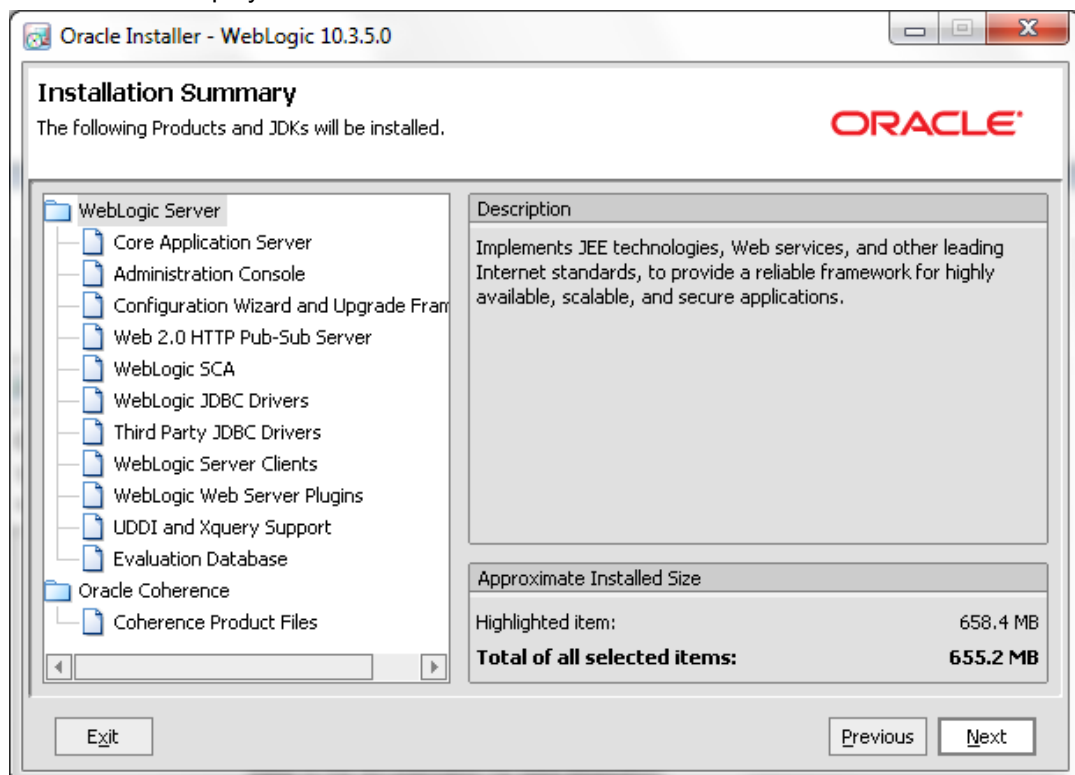 Oracle Installer - WebLogic 10.3.5.0
Installation Summary
The following Products and JDKs will be installed.
ORACLE
WebLogic Server
Core Application Server
Administration Console
Configuration Wizard and Upgrade Fram
Web 2.0 HTTP Pub-Sub Server
WebLogic SCA
WebLogic JDBC Drivers
Third Party JDBC Drivers
WebLogic Server Clients
WebLogic Web Server Plugins
UDDI and Xquery Support
Evaluation Database
Oracle Coherence
Coherence Product Files
Description
Implements JEE technologies, Web services, and other leading
Internet standards, to provide a reliable framework for highly
available, scalable, and secure applications.
Approximate Installed Size
Highlighted item: 658.4 MB
Total of all selected items: 655.2 MB
Exit
Previous
Next